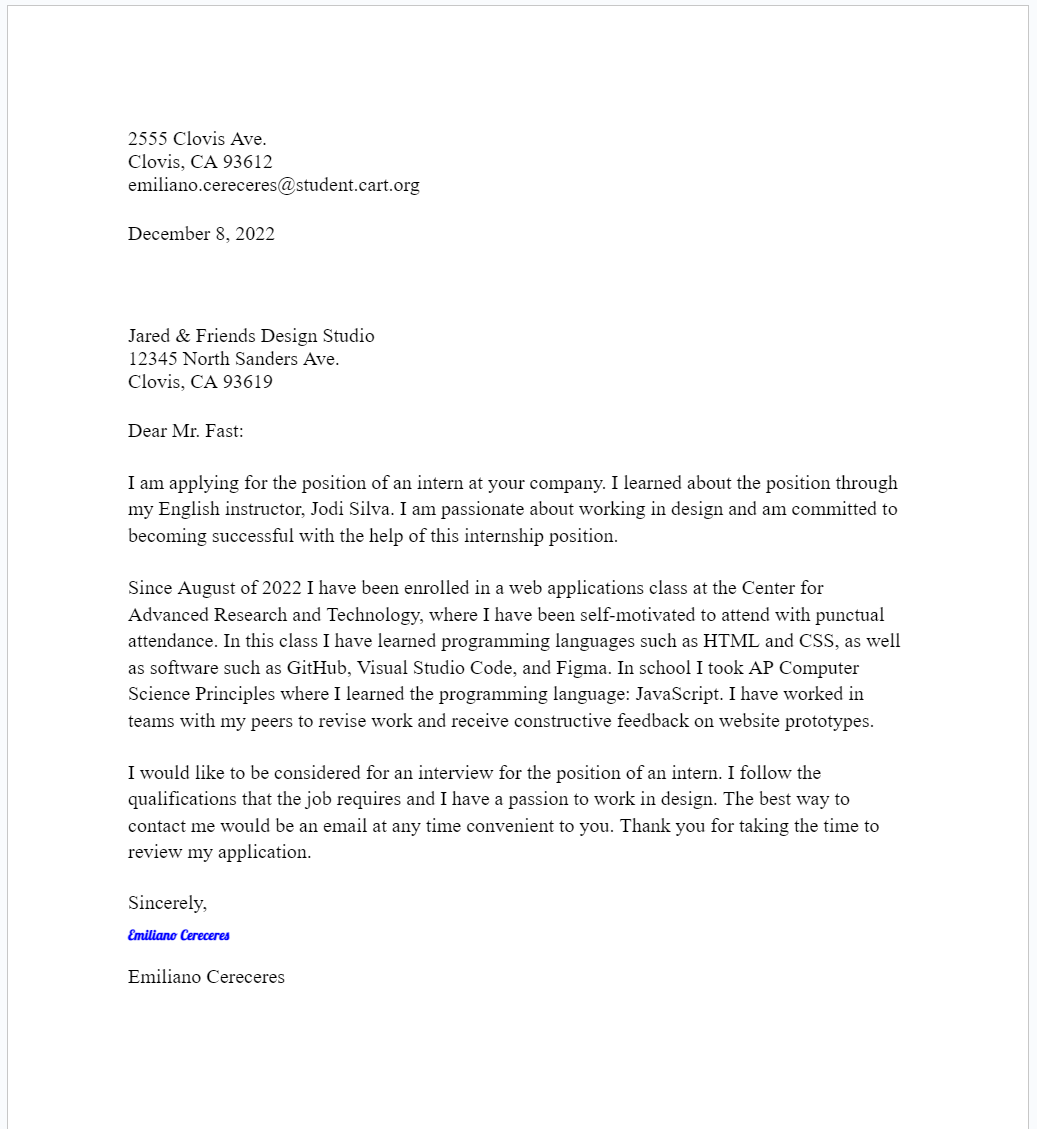 2555 Clovis Ave.
Clovis, CA 93612
emiliano.cereceres@student.cart.org
December 8, 2022
Jared & Friends Design Studio
12345 North Sanders Ave.
Clovis, CA 93619
Dear Mr. Fast:
I am applying for the position of an intern at your company. I learned about the position through
my English instructor, Jodi Silva. I am passionate about working in design and am committed to
becoming successful with the help of this internship position.
Since August of 2022 I have been enrolled in a web applications class at the Center for
Advanced Research and Technology, where I have been self-motivated to attend with punctual
attendance. In this class I have learned programming languages such as HTML and CSS, as well
as software such as GitHub, Visual Studio Code, and Figma. In school I took AP Computer
Science Principles where I learned the programming language: JavaScript. I have worked in
teams with my peers to revise work and receive constructive feedback on website prototypes.
I would like to be considered for an interview for the position of an intern. I follow the
qualifications that the job requires and I have a passion to work in design. The best way to
contact me would be an email at any time convenient to you. Thank you for taking the time to
review my application.
Sincerely,
Emiliano Cereceres
Emiliano Cereceres